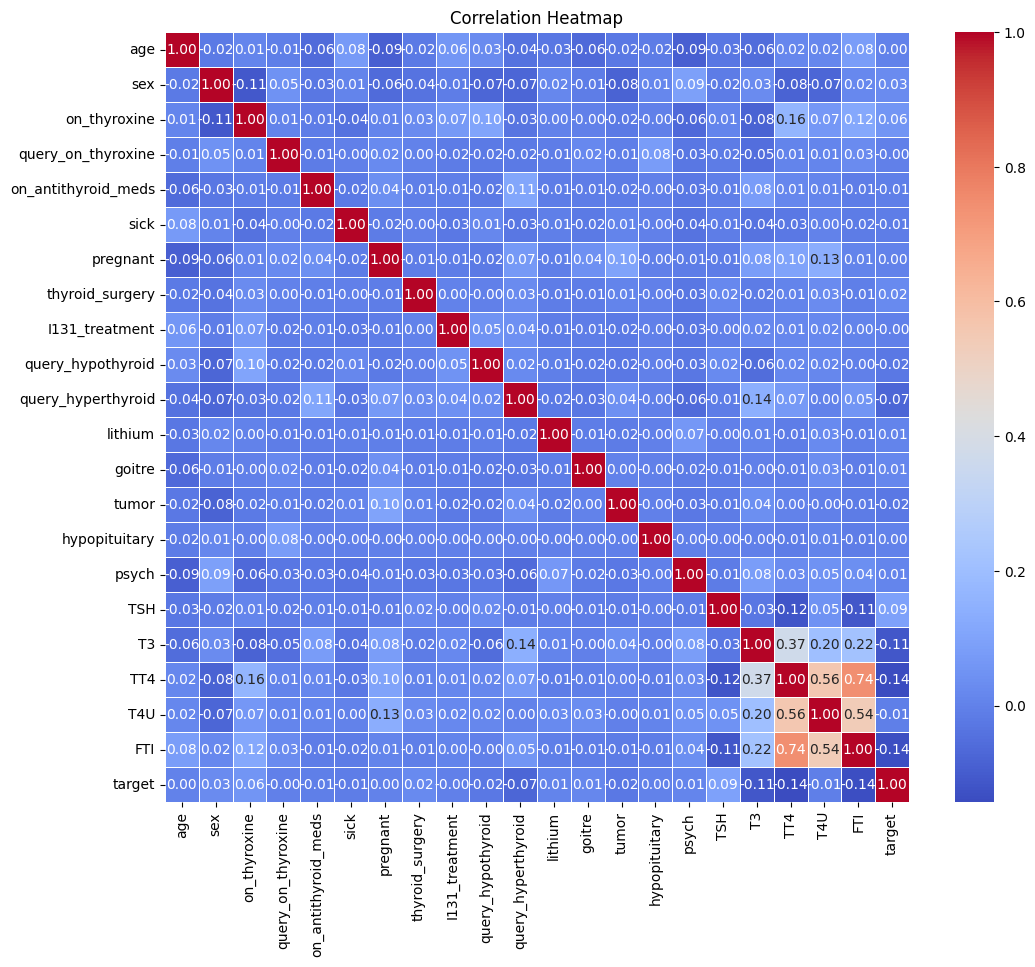 Correlation Heatmap
age 1.00 -0.02 0.01 -0.01 -0.06 0.08 -0.09 -0.02 0.06 0.03 -0.04 -0.03 -0.06 -0.02 -0.02 -0.09 -0.03 -0.06 0.02 0.02 0.08 0.00
sex -0.02 1.00 -0.11 0.05 -0.03 0.01 -0.06 -0.04 -0.01 -0.07 -0.07 0.02 -0.01 -0.08 0.01 0.09 -0.02 0.03 -0.08 -0.07 0.02 0.03
on_thyroxine 0.01 -0.11 1.00 0.01 -0.01 -0.04 0.01 0.03 0.07 0.10 -0.03 0.00 -0.00 -0.02 -0.00 -0.06 0.01 -0.08 0.16 0.07 0.12 0.06
query_on_thyroxine -0.01 0.05 0.01 1.00 -0.01 -0.00 0.02 0.00 -0.02 -0.02 -0.02 -0.01 0.02 -0.01 0.08 -0.03 -0.02 -0.05 0.01 0.01 0.03 -0.00
on_antithyroid_meds -0.06 -0.03 -0.01 -0.01 1.00 -0.02 0.04 -0.01 -0.01 -0.02 0.11 -0.01 -0.01 -0.02 -0.00 -0.03 -0.01 0.08 0.01 0.01 -0.01 -0.01
sick 0.08 0.01 -0.04 -0.00 -0.02 1.00 -0.02 -0.00 -0.03 0.01 -0.03 -0.01 -0.02 0.01 -0.00 -0.04 -0.01 -0.04 -0.03 0.00 -0.02 -0.01
pregnant -0.09 -0.06 0.01 0.02 0.04 -0.02 1.00 -0.01 -0.01 -0.02 0.07 -0.01 0.04 0.10 -0.00 -0.01 -0.01 0.08 0.10 0.13 0.01 0.00
thyroid_surgery -0.02 -0.04 0.03 0.00 -0.01 -0.00 -0.01 1.00 0.00 -0.00 0.03 -0.01 -0.01 0.01 -0.00 -0.03 -0.02 -0.02 0.01 0.03 -0.01 0.02
I131_treatment 0.06 -0.01 0.07 -0.02 -0.01 -0.03 -0.01 0.00 1.00 0.05 0.04 -0.01 -0.01 -0.02 -0.00 -0.03 -0.00 0.02 0.01 0.02 0.00 -0.00
query_hypothyroid 0.03 -0.07 0.10 -0.02 -0.02 0.01 -0.02 -0.00 0.05 1.00 0.02 -0.01 -0.02 -0.02 -0.00 -0.03 0.02 -0.06 0.02 0.02 -0.00 -0.02
query_hyperthyroid -0.04 -0.07 -0.03 -0.02 0.11 -0.03 0.07 0.03 0.04 0.02 1.00 -0.02 -0.03 0.04 -0.00 -0.06 -0.01 0.14 0.07 0.00 0.05 -0.07
lithium -0.03 0.02 0.00 -0.01 -0.01 -0.01 -0.01 -0.01 -0.01 -0.01 -0.02 1.00 -0.01 -0.02 -0.00 0.07 -0.00 0.01 -0.01 0.03 -0.01 0.01
goitre -0.06 -0.01 -0.00 0.02 -0.01 -0.02 0.04 -0.01 -0.01 -0.02 -0.03 -0.01 1.00 0.00 -0.00 -0.02 -0.01 -0.00 -0.01 0.03 -0.01 0.01
tumor -0.02 -0.08 -0.02 -0.01 -0.02 0.01 0.10 0.01 -0.02 -0.02 0.04 -0.02 0.00 1.00 -0.00 -0.03 -0.01 0.04 0.00 -0.01 -0.01 -0.02
hypopituitary -0.02 0.01 -0.00 0.08 -0.00 -0.00 -0.00 -0.00 -0.00 -0.00 -0.00 -0.00 -0.00 -0.00 1.00 -0.00 -0.00 -0.00 0.01 0.01 -0.01 -0.00
psych -0.09 0.09 -0.06 -0.03 -0.03 -0.04 -0.01 -0.03 -0.03 -0.03 -0.06 0.07 -0.02 -0.03 -0.00 1.00 -0.01 0.08 -0.03 0.05 0.04 0.01
TSH -0.03 -0.02 0.01 -0.02 -0.01 -0.01 -0.01 -0.02 -0.00 0.02 -0.01 -0.00 -0.01 -0.01 -0.00 -0.01 1.00 -0.03 -0.12 0.05 -0.11 0.09
T3 -0.06 0.03 -0.08 -0.05 0.08 -0.04 0.08 -0.02 0.02 -0.06 0.14 0.01 -0.00 0.04 -0.00 0.08 -0.03 1.00 0.37 0.20 0.22 -0.11
TT4 0.02 -0.08 0.16 0.01 0.01 -0.03 0.10 0.01 0.01 0.02 0.07 -0.01 -0.01 0.00 0.01 -0.03 -0.12 0.37 1.00 0.56 0.74 -0.14
T4U 0.02 -0.07 0.07 0.01 0.01 0.00 0.13 0.03 0.02 0.02 0.00 0.03 0.03 -0.01 0.01 0.05 0.05 0.20 0.56 1.00 0.54 -0.01
FTI 0.08 0.02 0.12 0.03 -0.01 -0.02 0.01 -0.01 0.00 -0.00 0.05 -0.01 -0.01 -0.01 -0.01 0.04 -0.11 0.22 0.74 0.54 1.00 -0.14
target 0.00 0.03 0.06 -0.00 -0.01 -0.01 0.00 0.02 -0.00 -0.02 -0.07 0.01 0.01 -0.02 -0.00 0.01 0.09 -0.11 -0.14 -0.01 -0.14 1.00
age sex on_thyroxine query_on_thyroxine on_antithyroid_meds sick pregnant thyroid_surgery I131_treatment query_hypothyroid query_hyperthyroid lithium goitre tumor hypopituitary psych TSH T3 TT4 T4U FTI target
1.0
0.8
0.6
0.4
0.2
0.0